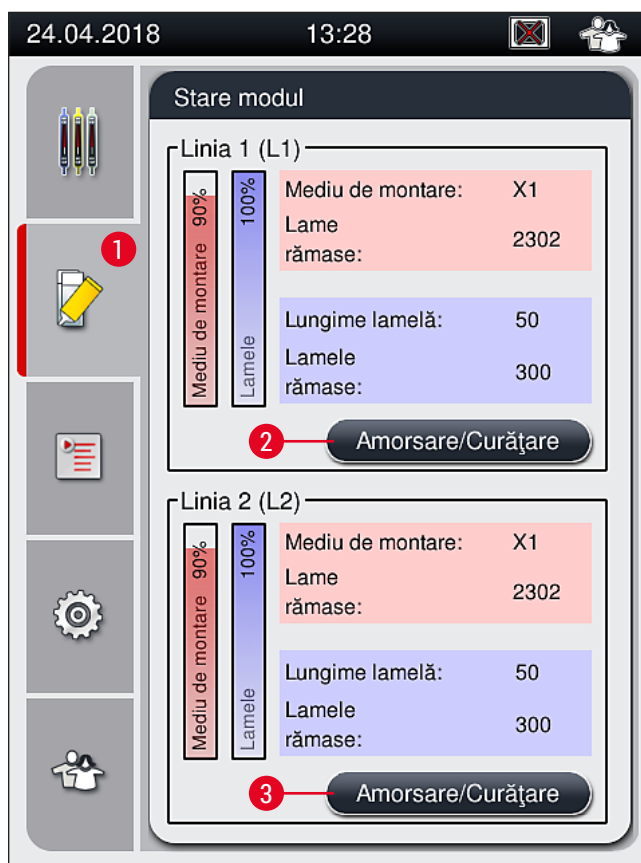 24.04.2018 13:28
Stare modul
Linia 1 (L1)
Mediu de montare 90%
Lamele 100%
Mediu de montare: X1
Lame
rămase: 2302
Lungime lamelă: 50
Lamele
rămase: 300
1
2
Amorsare/Curăţare
Linia 2 (L2)
Mediu de montare 90%
Lamele 100%
Mediu de montare: X1
Lame
rămase: 2302
Lungime lamelă: 50
Lamele
rămase: 300
3
Amorsare/Curăţare